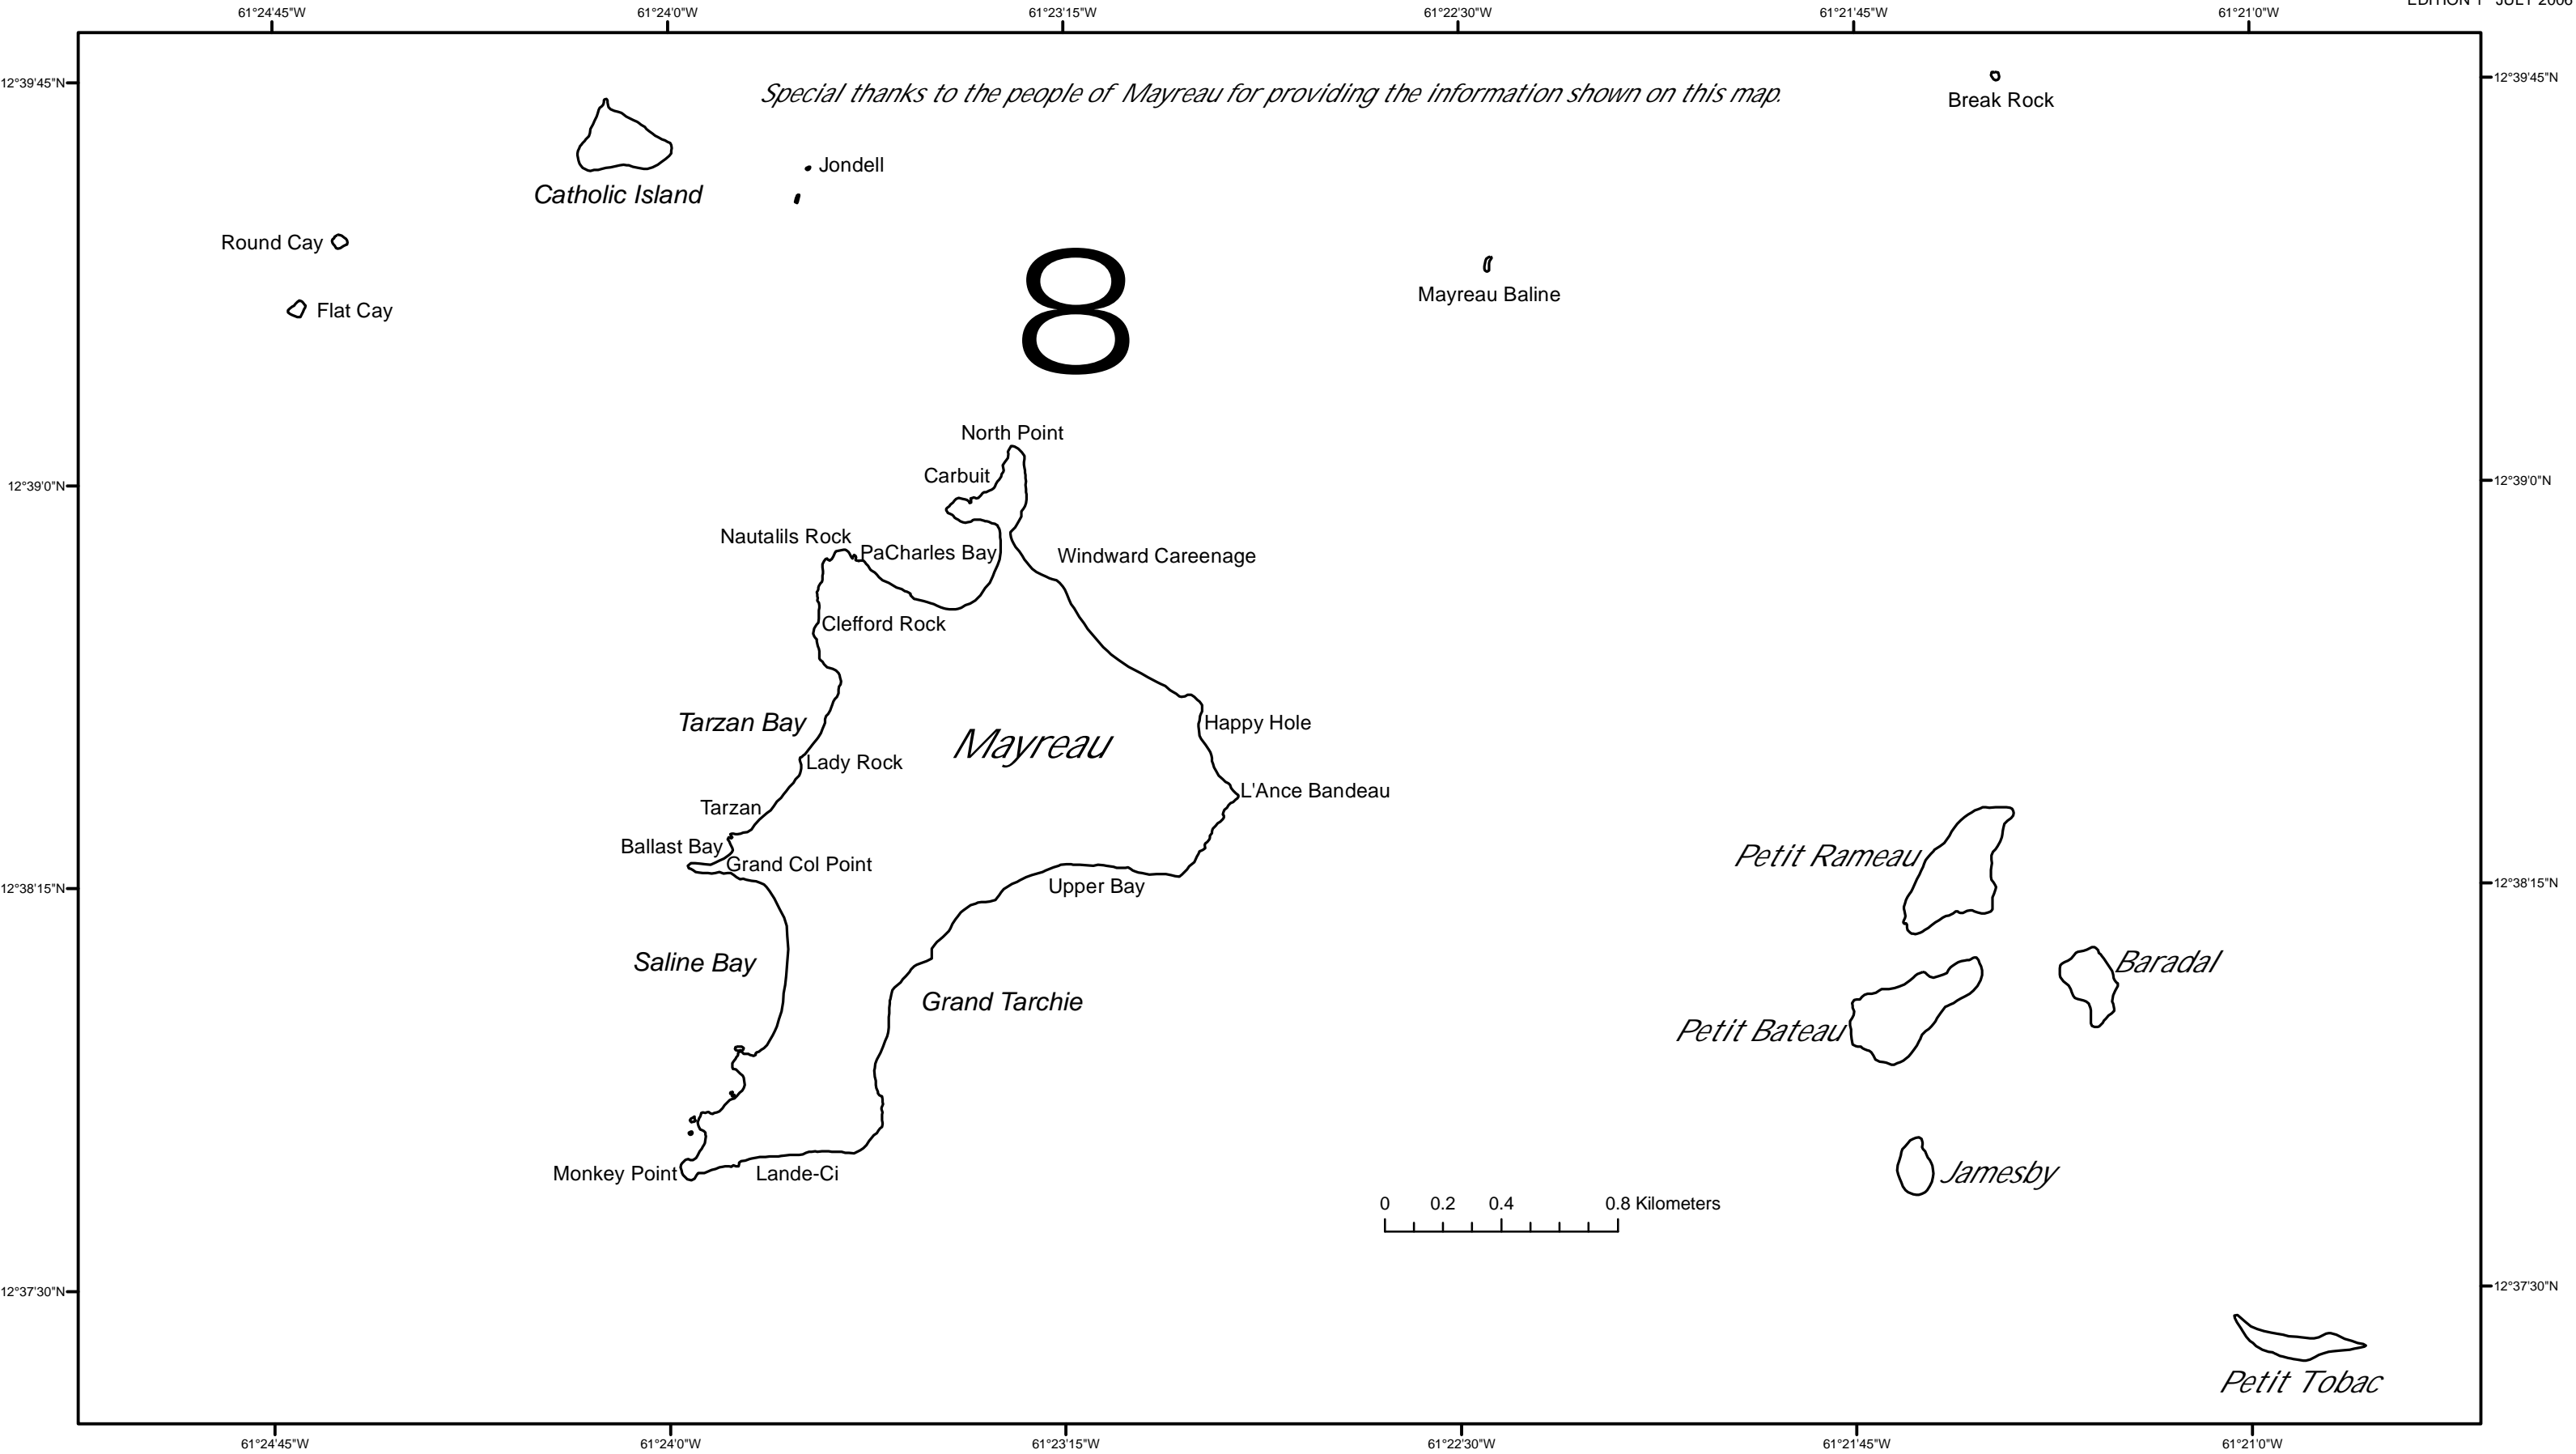 EDITION 1 JULY 2006
61°24'45"W
61°24'0"W
61°23'15"W
61°22'30"W
61°21'45"W
61°21'0"W
12°39'45"N
12°39'45"N
Special thanks to the people of Mayreau for providing the information shown on this map.
Break Rock
Jondell
Catholic Island
Round Cay
Flat Cay
8
Mayreau Baline
North Point
Carbuit
12°39'0"N
12°39'0"N
Nautalils Rock
PaCharles Bay
Windward Careenage
Clefford Rock
Tarzan Bay
Happy Hole
Mayreau
Lady Rock
L'Ance Bandeau
Tarzan
Ballast Bay
Grand Col Point
Petit Rameau
12°38'15"N
Upper Bay
12°38'15"N
Saline Bay
Baradal
Grand Tarchie
Petit Bateau
Monkey Point
Lande-Ci
Jamesby
0 0.2 0.4 0.8 Kilometers
12°37'30"N
12°37'30"N
Petit Tobac
61°24'45"W
61°24'0"W
61°23'15"W
61°22'30"W
61°21'45"W
61°21'0"W